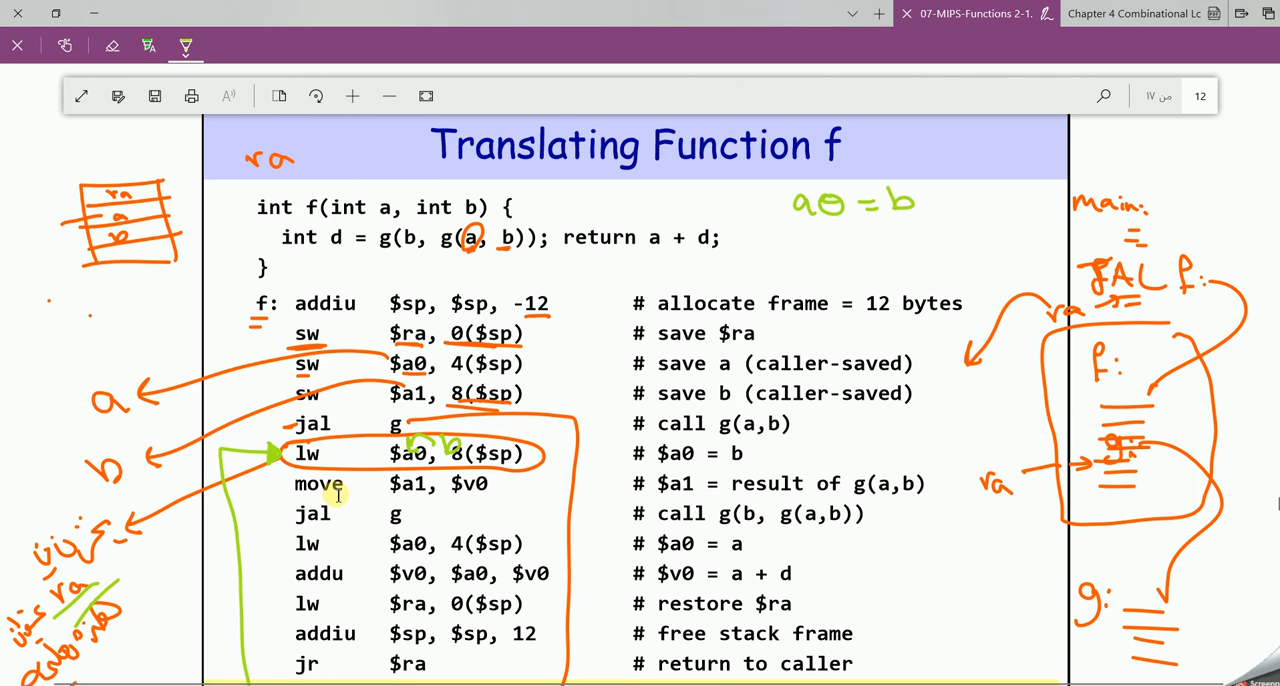 07-MIPS-Functions 2-1.
Chapter 4 Combinational Lc
12 من ١٧
Translating Function f
ra
int f(int a, int b) {
a0 = b
int d = g(b, g(a, b)); return a + d;
}
f: addiu $sp, $sp, -12 # allocate frame = 12 bytes
sw $ra, 0($sp) # save $ra
sw $a0, 4($sp) # save a (caller-saved)
sw $a1, 8($sp) # save b (caller-saved)
jal g # call g(a,b)
lw $a0, 8($sp) # $a0 = b
move $a1, $v0 # $a1 = result of g(a,b)
jal g # call g(b, g(a,b))
lw $a0, 4($sp) # $a0 = a
addu $v0, $a0, $v0 # $v0 = a + d
lw $ra, 0($sp) # restore $ra
addiu $sp, $sp, 12 # free stack frame
jr $ra # return to caller
ra
a
b
a
b
ra
main:
JAL f:
ra
f:
g:
ra
g:
b